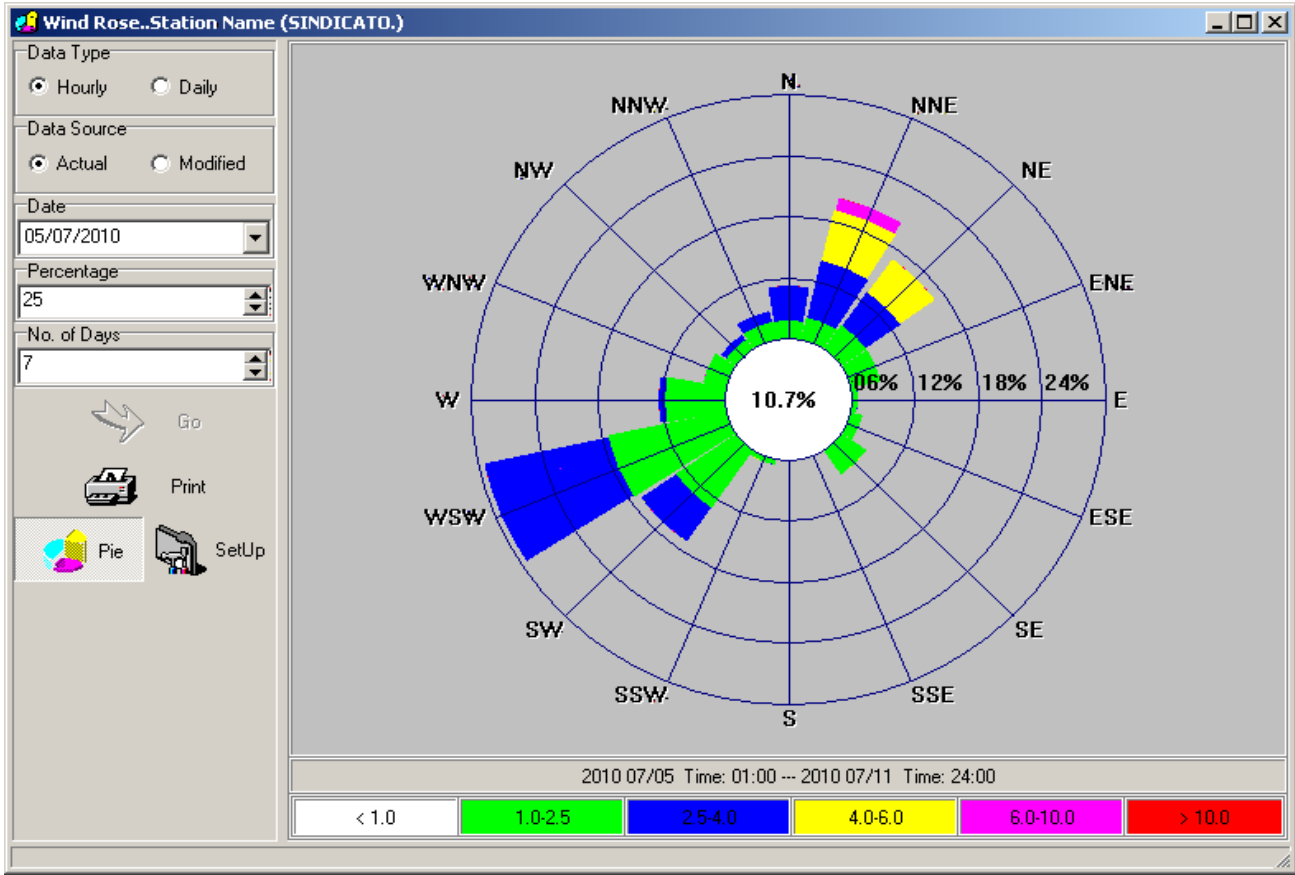 Wind Rose..Station Name (SINDICATO.)
Data Type
Hourly Daily
Data Source
Actual Modified
Date
05/07/2010
Percentage
25
No. of Days
7
Go
Print
Pie SetUp
N.
NNW. NNE
NW NE
WNW ENE
W 10.7% 06% 12% 18% 24% E
WSW ESE
SW. SE
SSW. SSE
S
2010 07/05 Time: 01:00 --- 2010 07/11 Time: 24:00
< 1.0 1.0-2.5 2.5-4.0 4.0-6.0 6.0-10.0 > 10.0